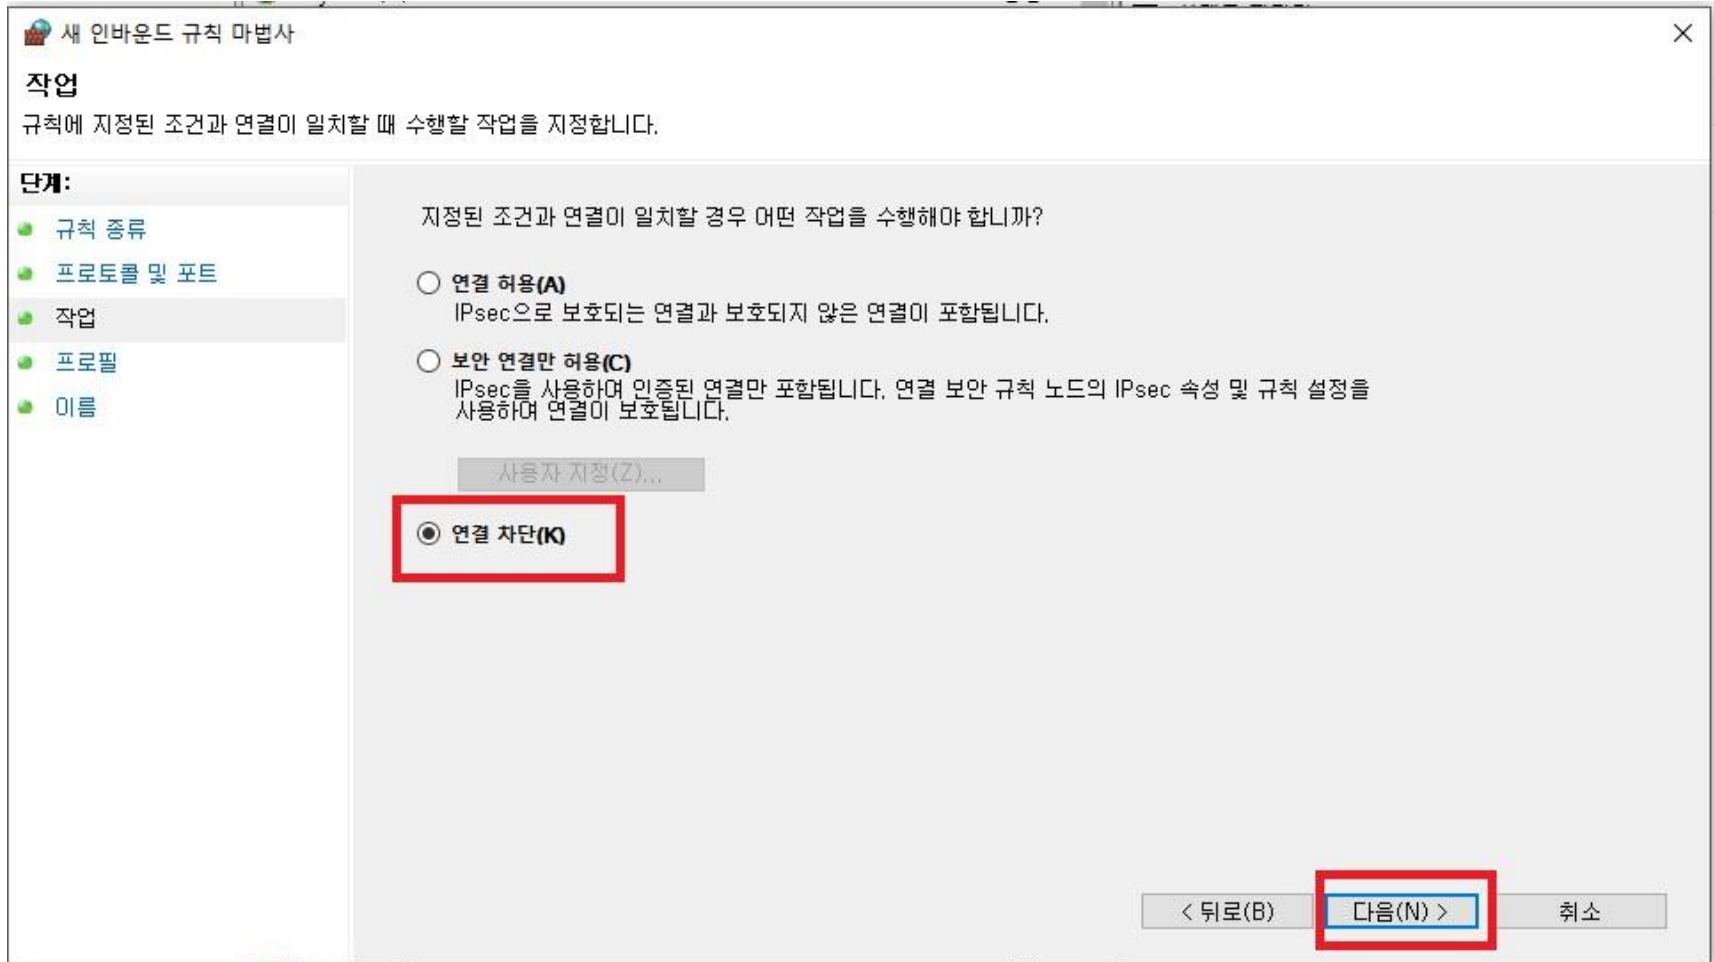 새 인바운드 규칙 마법사
작업
규칙에 지정된 조건과 연결이 일치할 때 수행할 작업을 지정합니다.
단계:
규칙 종류
프로토콜 및 포트
작업
프로필
이름
지정된 조건과 연결이 일치할 경우 어떤 작업을 수행해야 합니까?
연결 허용(A)
IPsec으로 보호되는 연결과 보호되지 않은 연결이 포함됩니다.
보안 연결만 허용(C)
IPsec을 사용하여 인증된 연결만 포함됩니다. 연결 보안 규칙 노드의 IPsec 속성 및 규칙 설정을
사용하여 연결이 보호됩니다.
사용자 지정(Z)...
연결 차단(K)
< 뒤로(B)
다음(N) >
취소